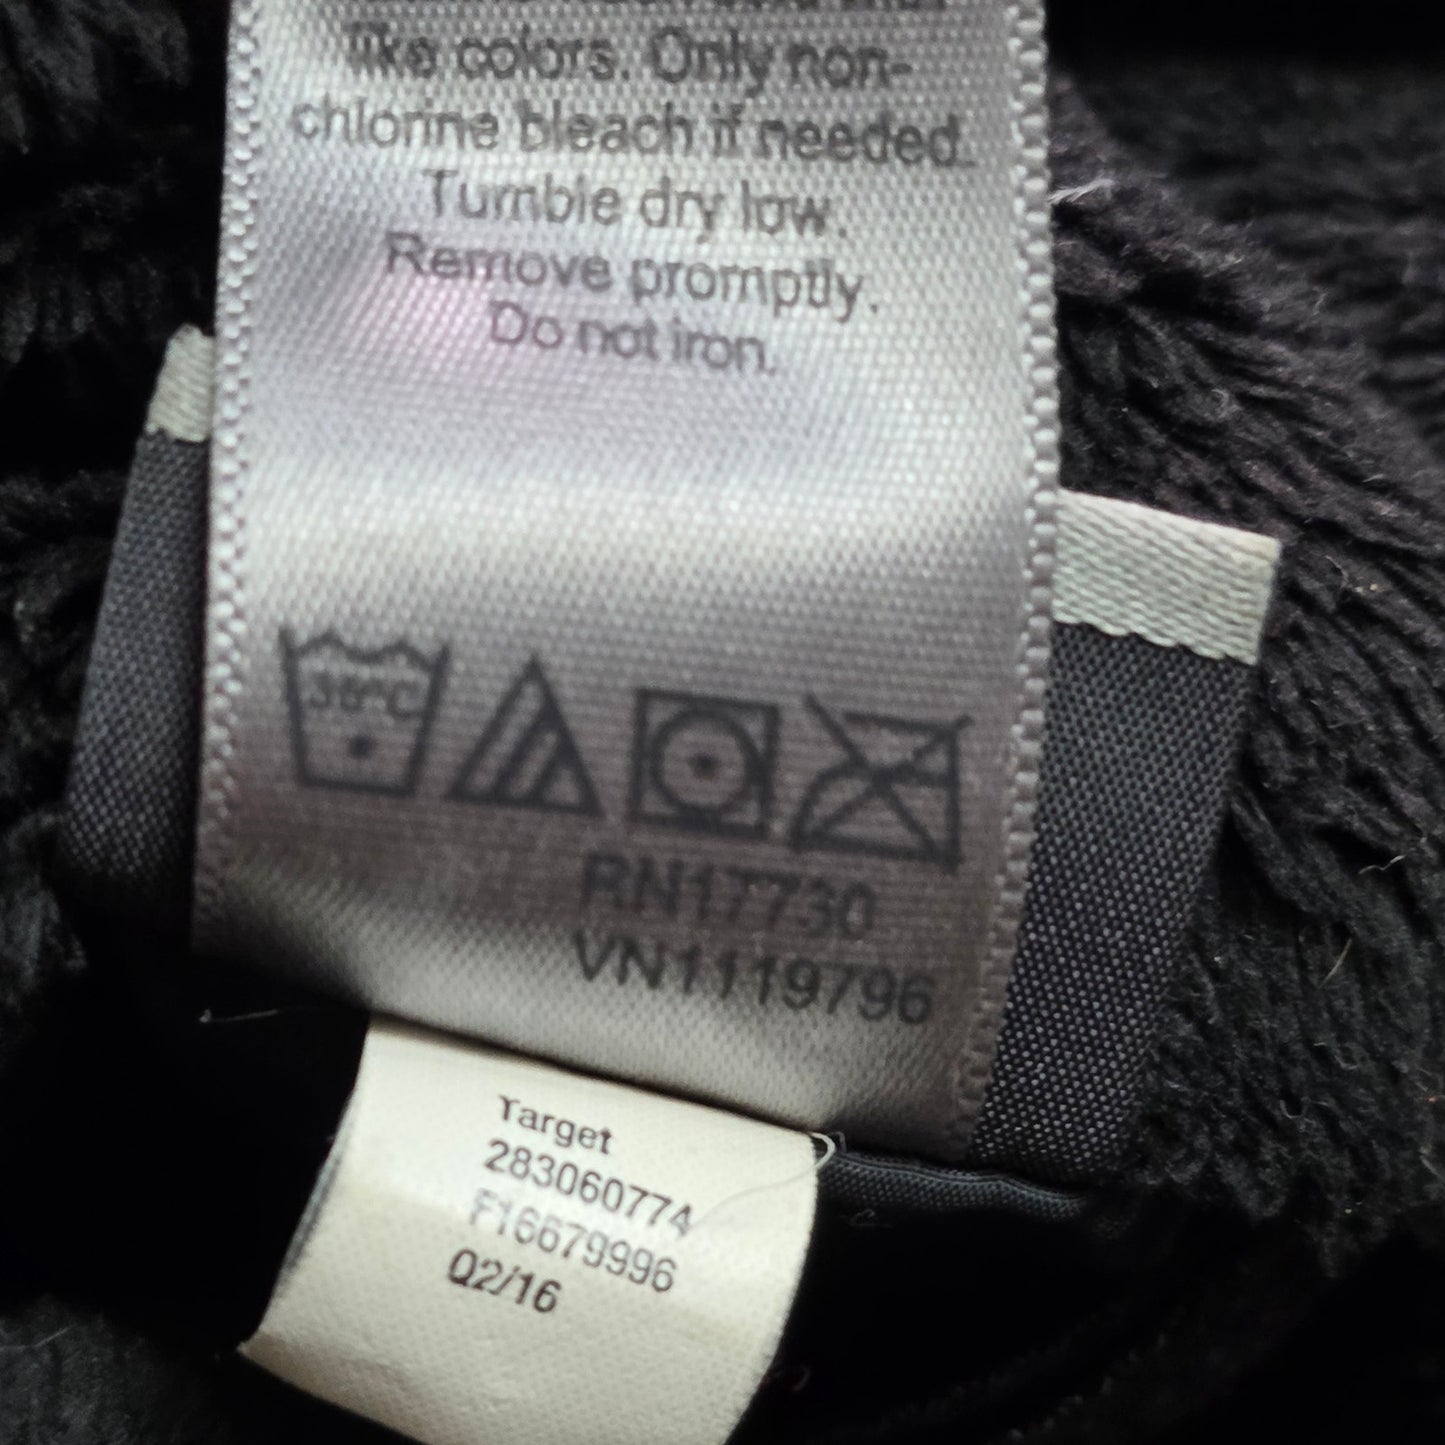 like colors. Only non-
chlorine bleach if needed.
Tumble dry low.
Remove promptly.
Do not iron.
30°C
RN17730
VN1119796
Target
283060774
F16679996
Q2/16